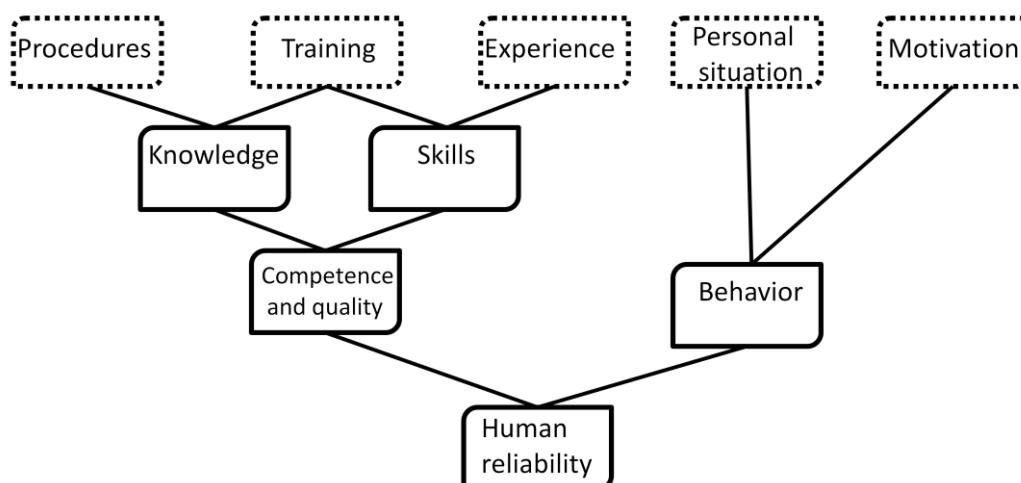 Procedures
Training
Experience
Personal
situation
Motivation
Knowledge
Skills
Competence
and quality
Behavior
Human
reliability